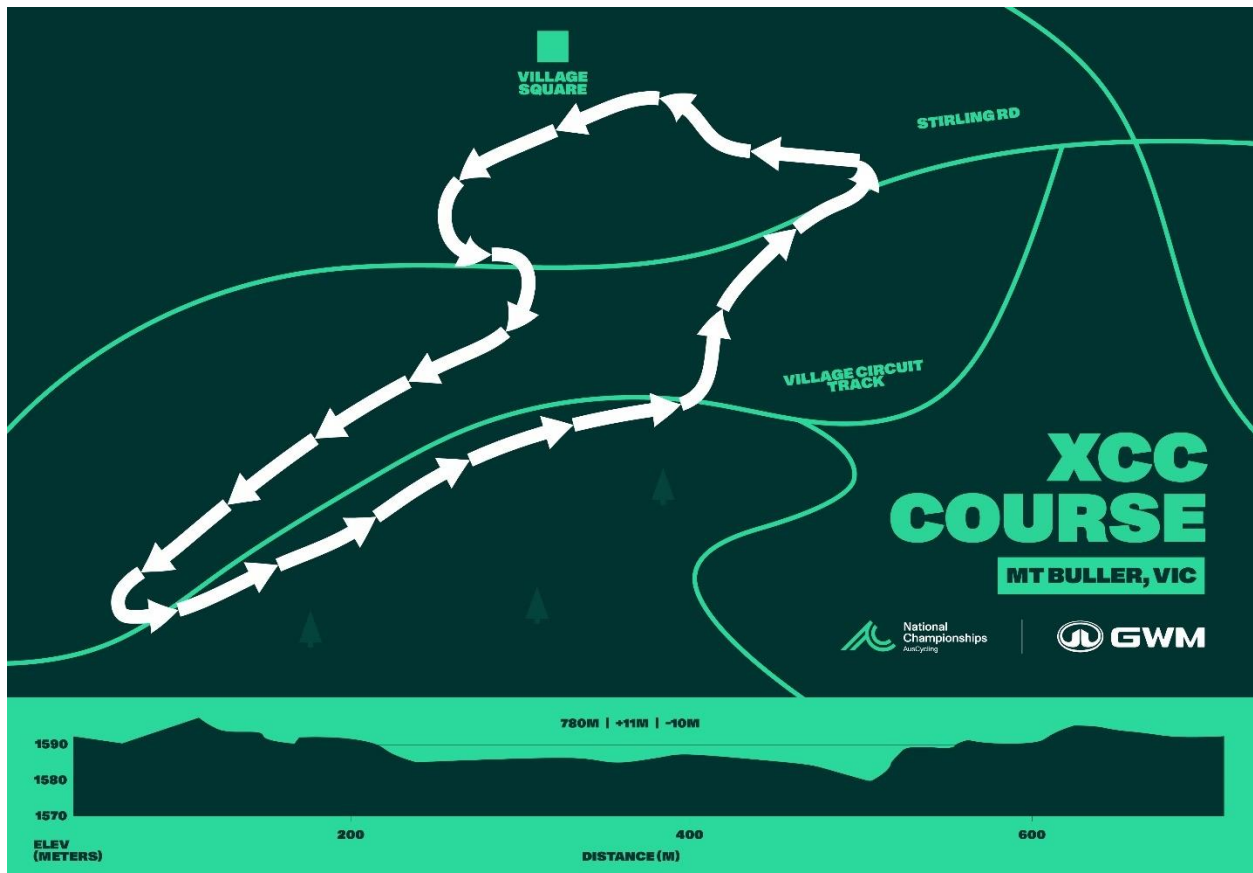 VILLAGE
SQUARE
STIRLING RD
VILLAGE CIRCUIT
TRACK
XCC
COURSE
MT BULLER, VIC
National
Championships
AusCycling
GWM
780M | +11M | -10M
1590
1580
1570
200
400
600
ELEV
(METERS)
DISTANCE (M)